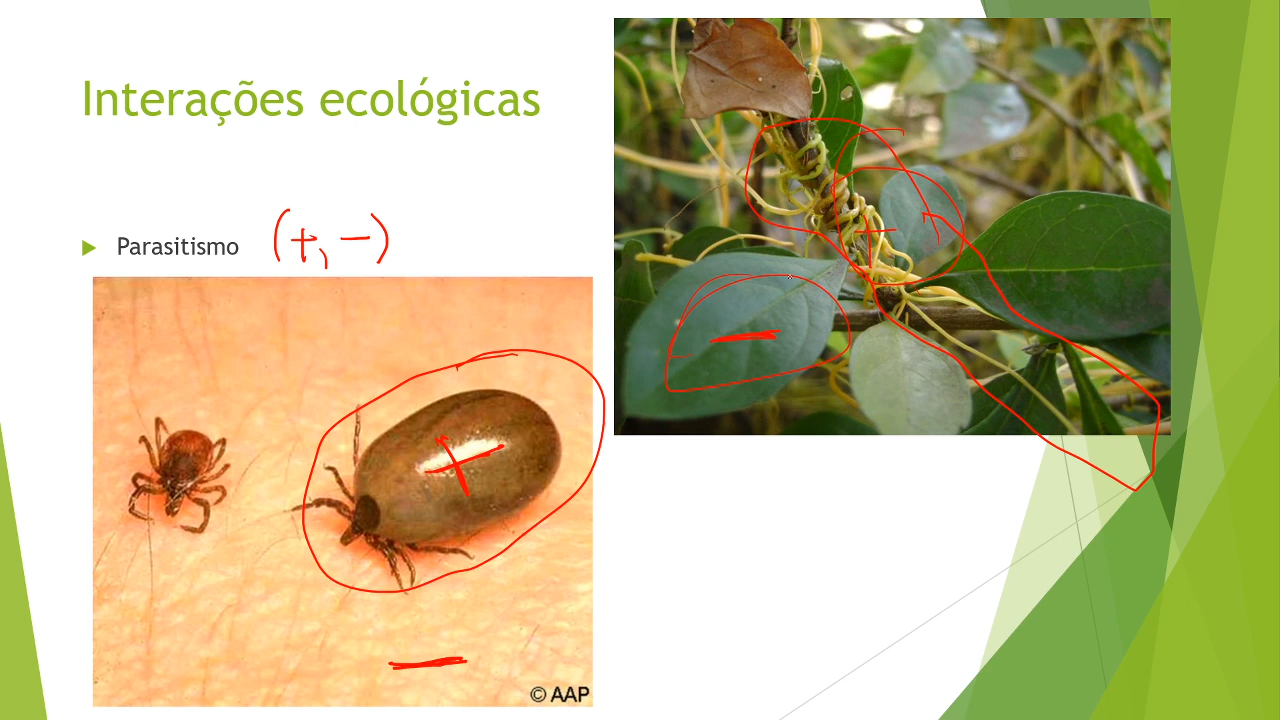 Interações ecológicas
Parasitismo (+, −)
+
−
+
−
© AAP